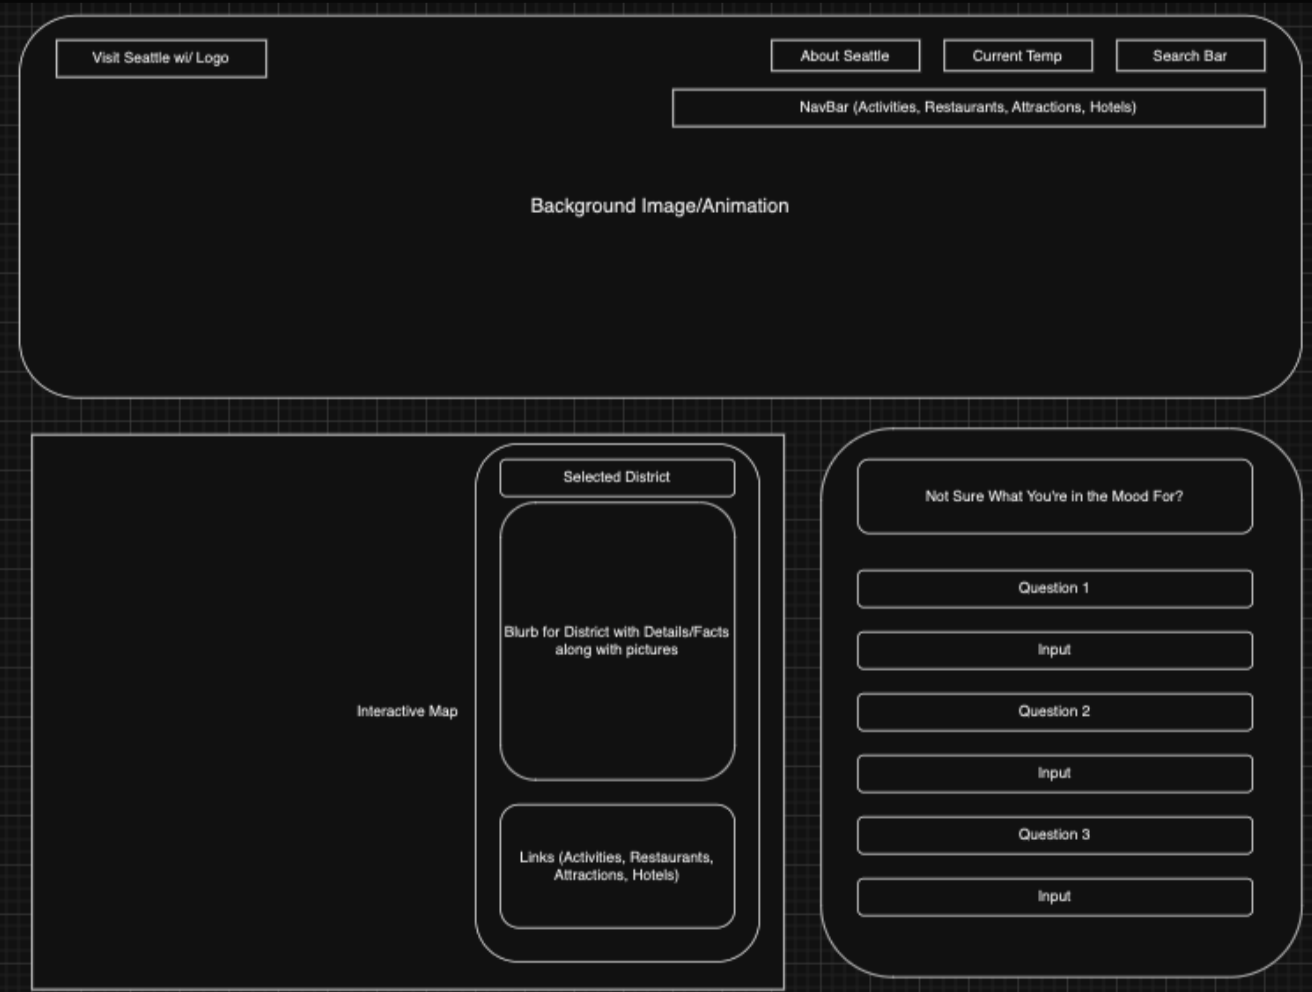 Visit Seattle wi/ Logo
About Seattle
Current Temp
Search Bar
NavBar (Activities, Restaurants, Attractions, Hotels)
Background Image/Animation
Interactive Map
Selected District
Blurb for District with Details/Facts
along with pictures
Links (Activities, Restaurants,
Attractions, Hotels)
Not Sure What You're in the Mood For?
Question 1
Input
Question 2
Input
Question 3
Input